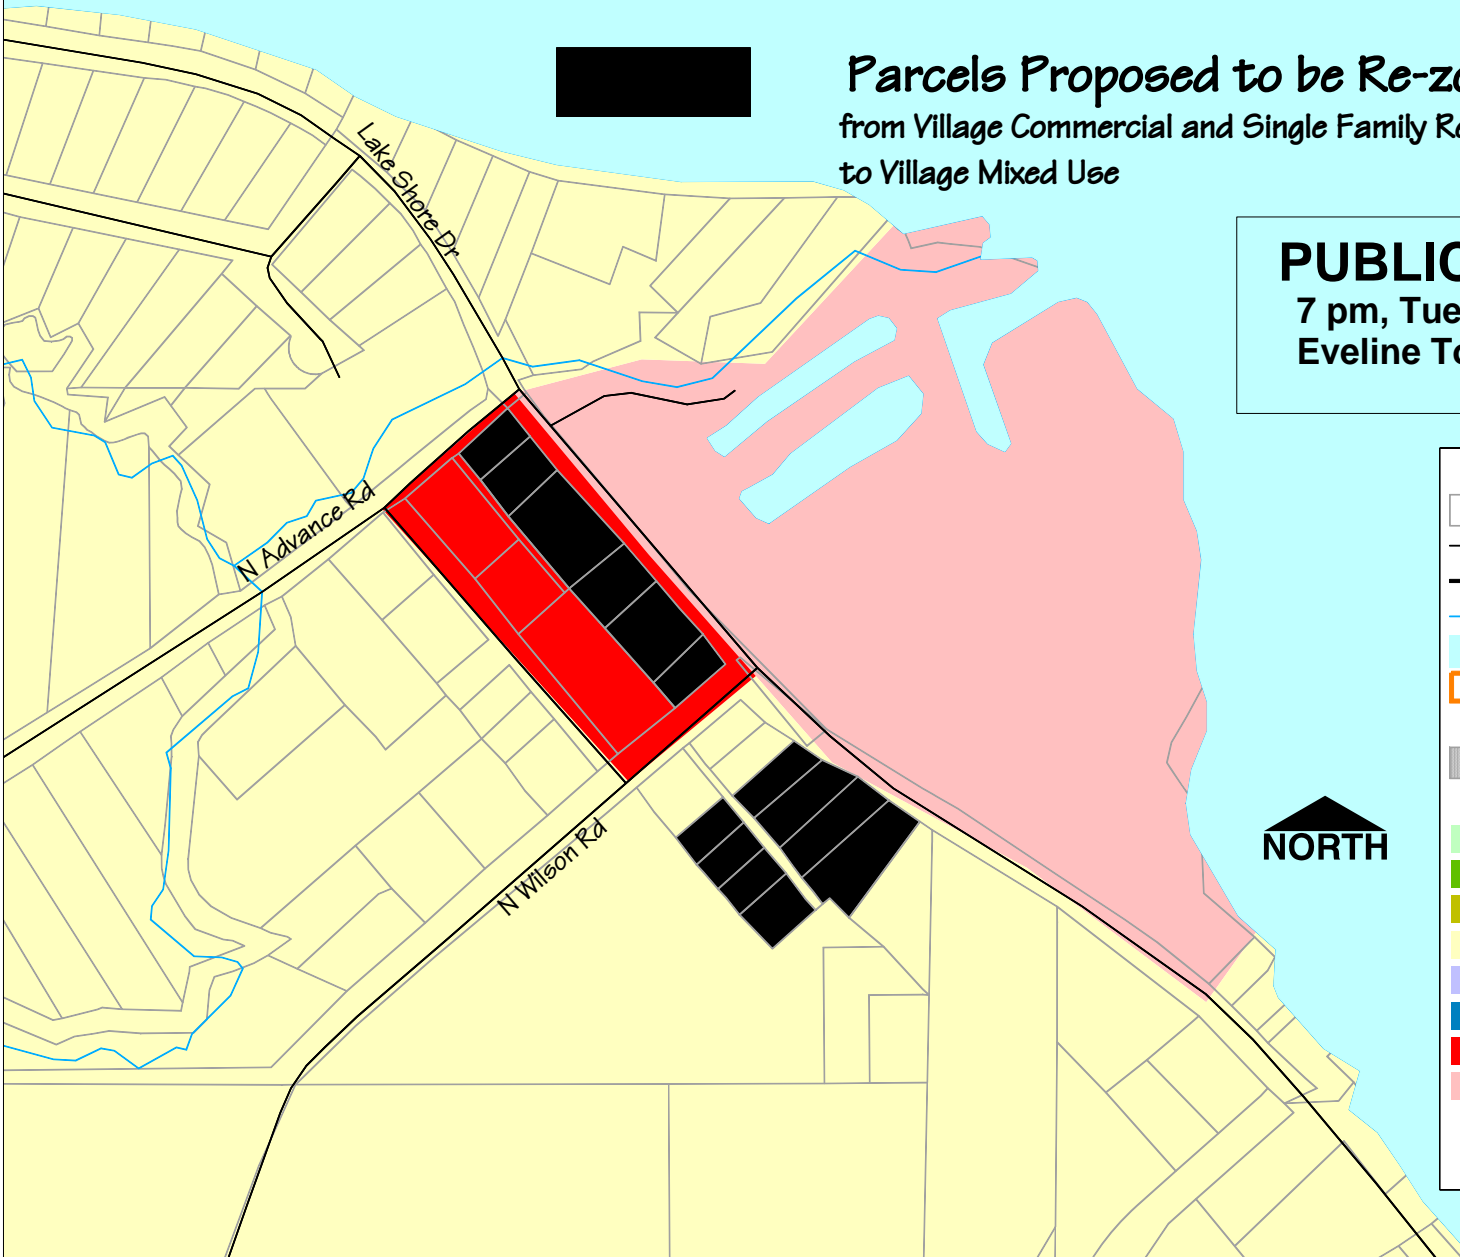 Parcels Proposed to be Re-zo
from Village Commercial and Single Family Re
to Village Mixed Use
Lake Shore Dr
PUBLIC
7 pm, Tue
Eveline To
N Advance Rd
N Wilson Rd
NORTH